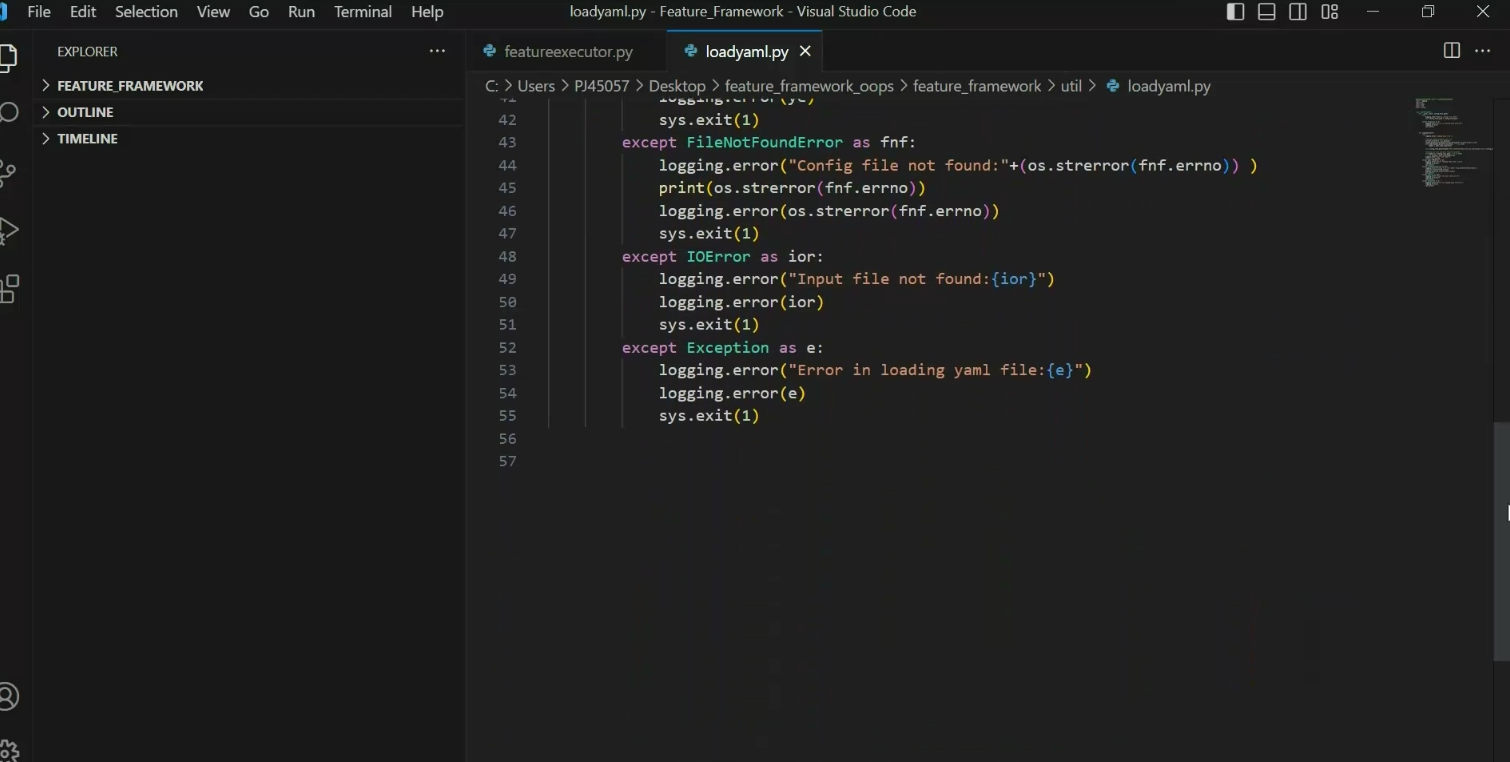 File Edit Selection View Go Run Terminal Help
loadyaml.py - Feature_Framework - Visual Studio Code
EXPLORER
FEATURE_FRAMEWORK
OUTLINE
TIMELINE
featureexecutor.py
loadyaml.py
C: > Users > PJ45057 > Desktop > feature_framework_oops > feature_framework > util > loadyaml.py
41 logging.error(ye)
42 sys.exit(1)
43 except FileNotFoundError as fnf:
44 logging.error("Config file not found:"+(os.strerror(fnf.errno)) )
45 print(os.strerror(fnf.errno))
46 logging.error(os.strerror(fnf.errno))
47 sys.exit(1)
48 except IOError as ior:
49 logging.error("Input file not found:{ior}")
50 logging.error(ior)
51 sys.exit(1)
52 except Exception as e:
53 logging.error("Error in loading yaml file:{e}")
54 logging.error(e)
55 sys.exit(1)
56
57